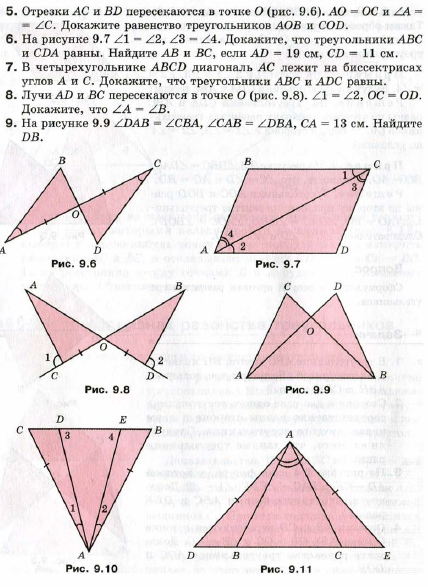 5. Отрезки AC и BD пересекаются в точке O (рис. 9.6). AO = OC и ∠A =
= ∠C. Докажите равенство треугольников AOB и COD.
6. На рисунке 9.7 ∠1 = ∠2, ∠3 = ∠4. Докажите, что треугольники ABC
и CDA равны. Найдите AB и BC, если AD = 19 см, CD = 11 см.
7. В четырехугольнике ABCD диагональ AC лежит на биссектрисах
углов A и C. Докажите, что треугольники ABC и ADC равны.
8. Лучи AD и BC пересекаются в точке O (рис. 9.8). ∠1 = ∠2, OC = OD.
Докажите, что ∠A = ∠B.
9. На рисунке 9.9 ∠DAB = ∠CBA, ∠CAB = ∠DBA, CA = 13 см. Найдите
DB.
B C
O
A D
Рис. 9.6
B C
1
3
4
2
A D
Рис. 9.7
A B
O
1 2
C D
Рис. 9.8
C D
O
A B
Рис. 9.9
D E
C B
3 4
1 2
A
Рис. 9.10
A
D B C E
Рис. 9.11